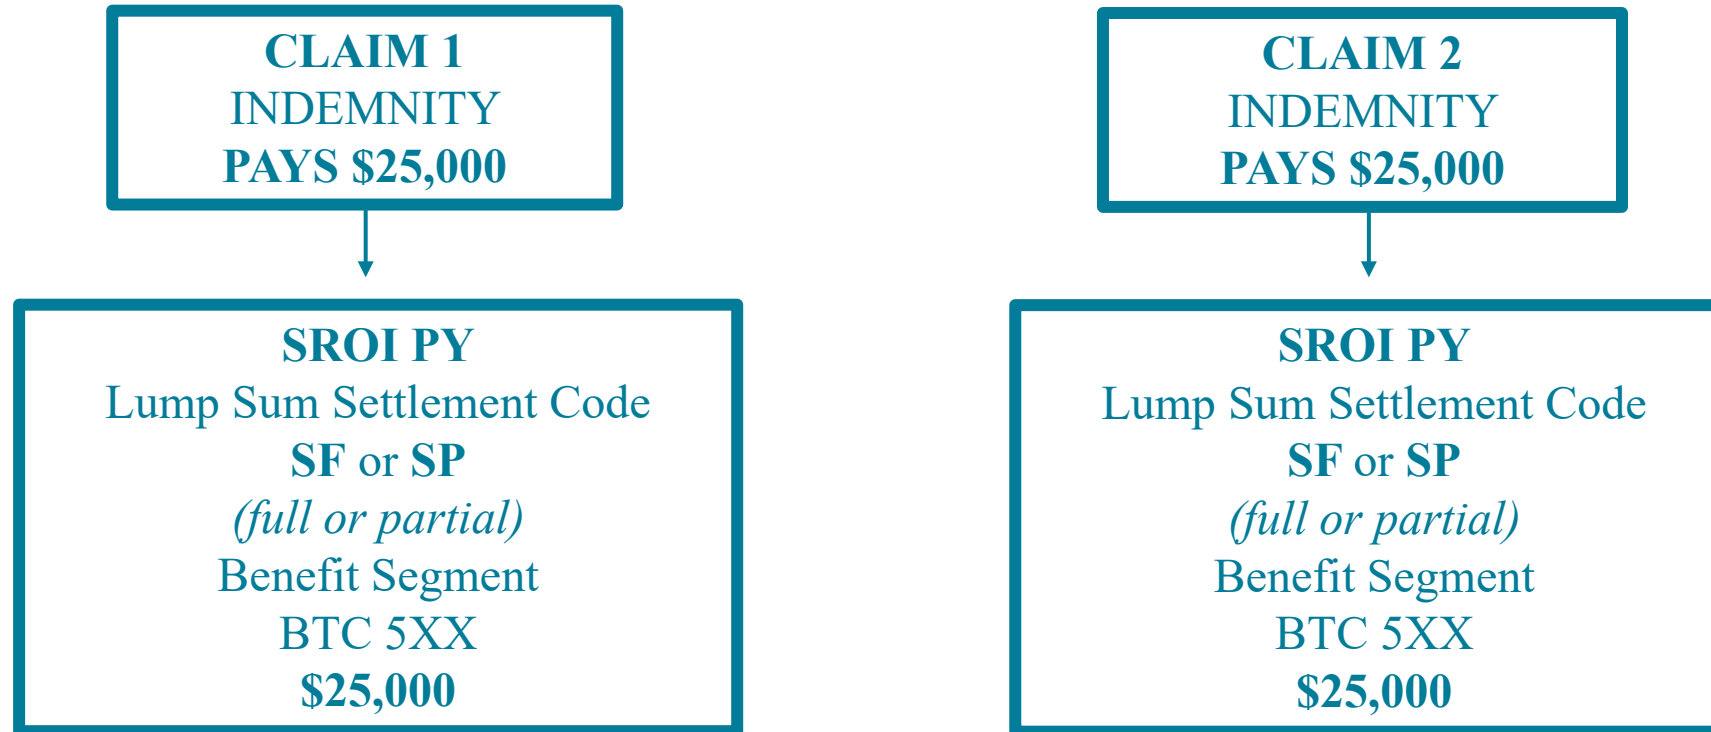 CLAIM 1
INDEMNITY
PAYS $25,000
SROI PY
Lump Sum Settlement Code
SF or SP
(full or partial)
Benefit Segment
BTC 5XX
$25,000
CLAIM 2
INDEMNITY
PAYS $25,000
SROI PY
Lump Sum Settlement Code
SF or SP
(full or partial)
Benefit Segment
BTC 5XX
$25,000